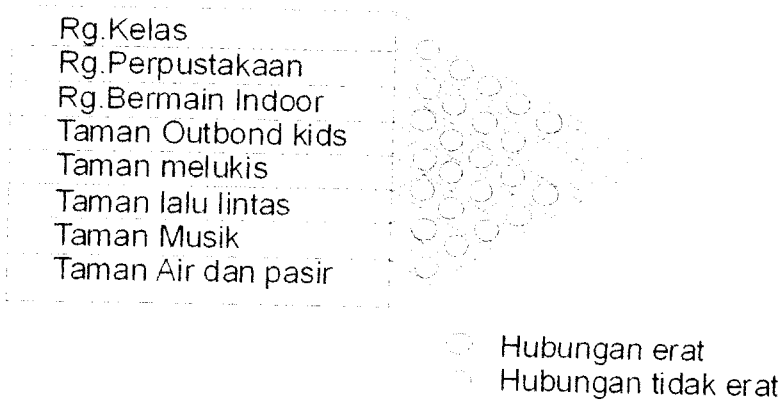 Rg.Kelas
Rg.Perpustakaan
Rg.Bermain Indoor
Taman Outbond kids
Taman melukis
Taman lalu lintas
Taman Musik
Taman Air dan pasir
Hubungan erat
Hubungan tidak erat